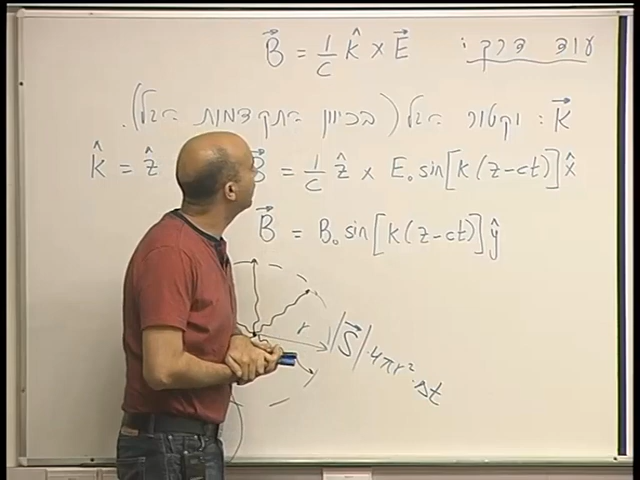 עוד דרך: B⃗ = 1/c k̂ × E⃗
K⃗ : וקטור הגל (בכיוון התקדמות הגל).
k̂ = ẑ B⃗ = 1/c ẑ × E₀ sin[k(z-ct)] x̂
B⃗ = B₀ sin[k(z-ct)] ŷ
r
|S⃗| · 4πr² · Δt